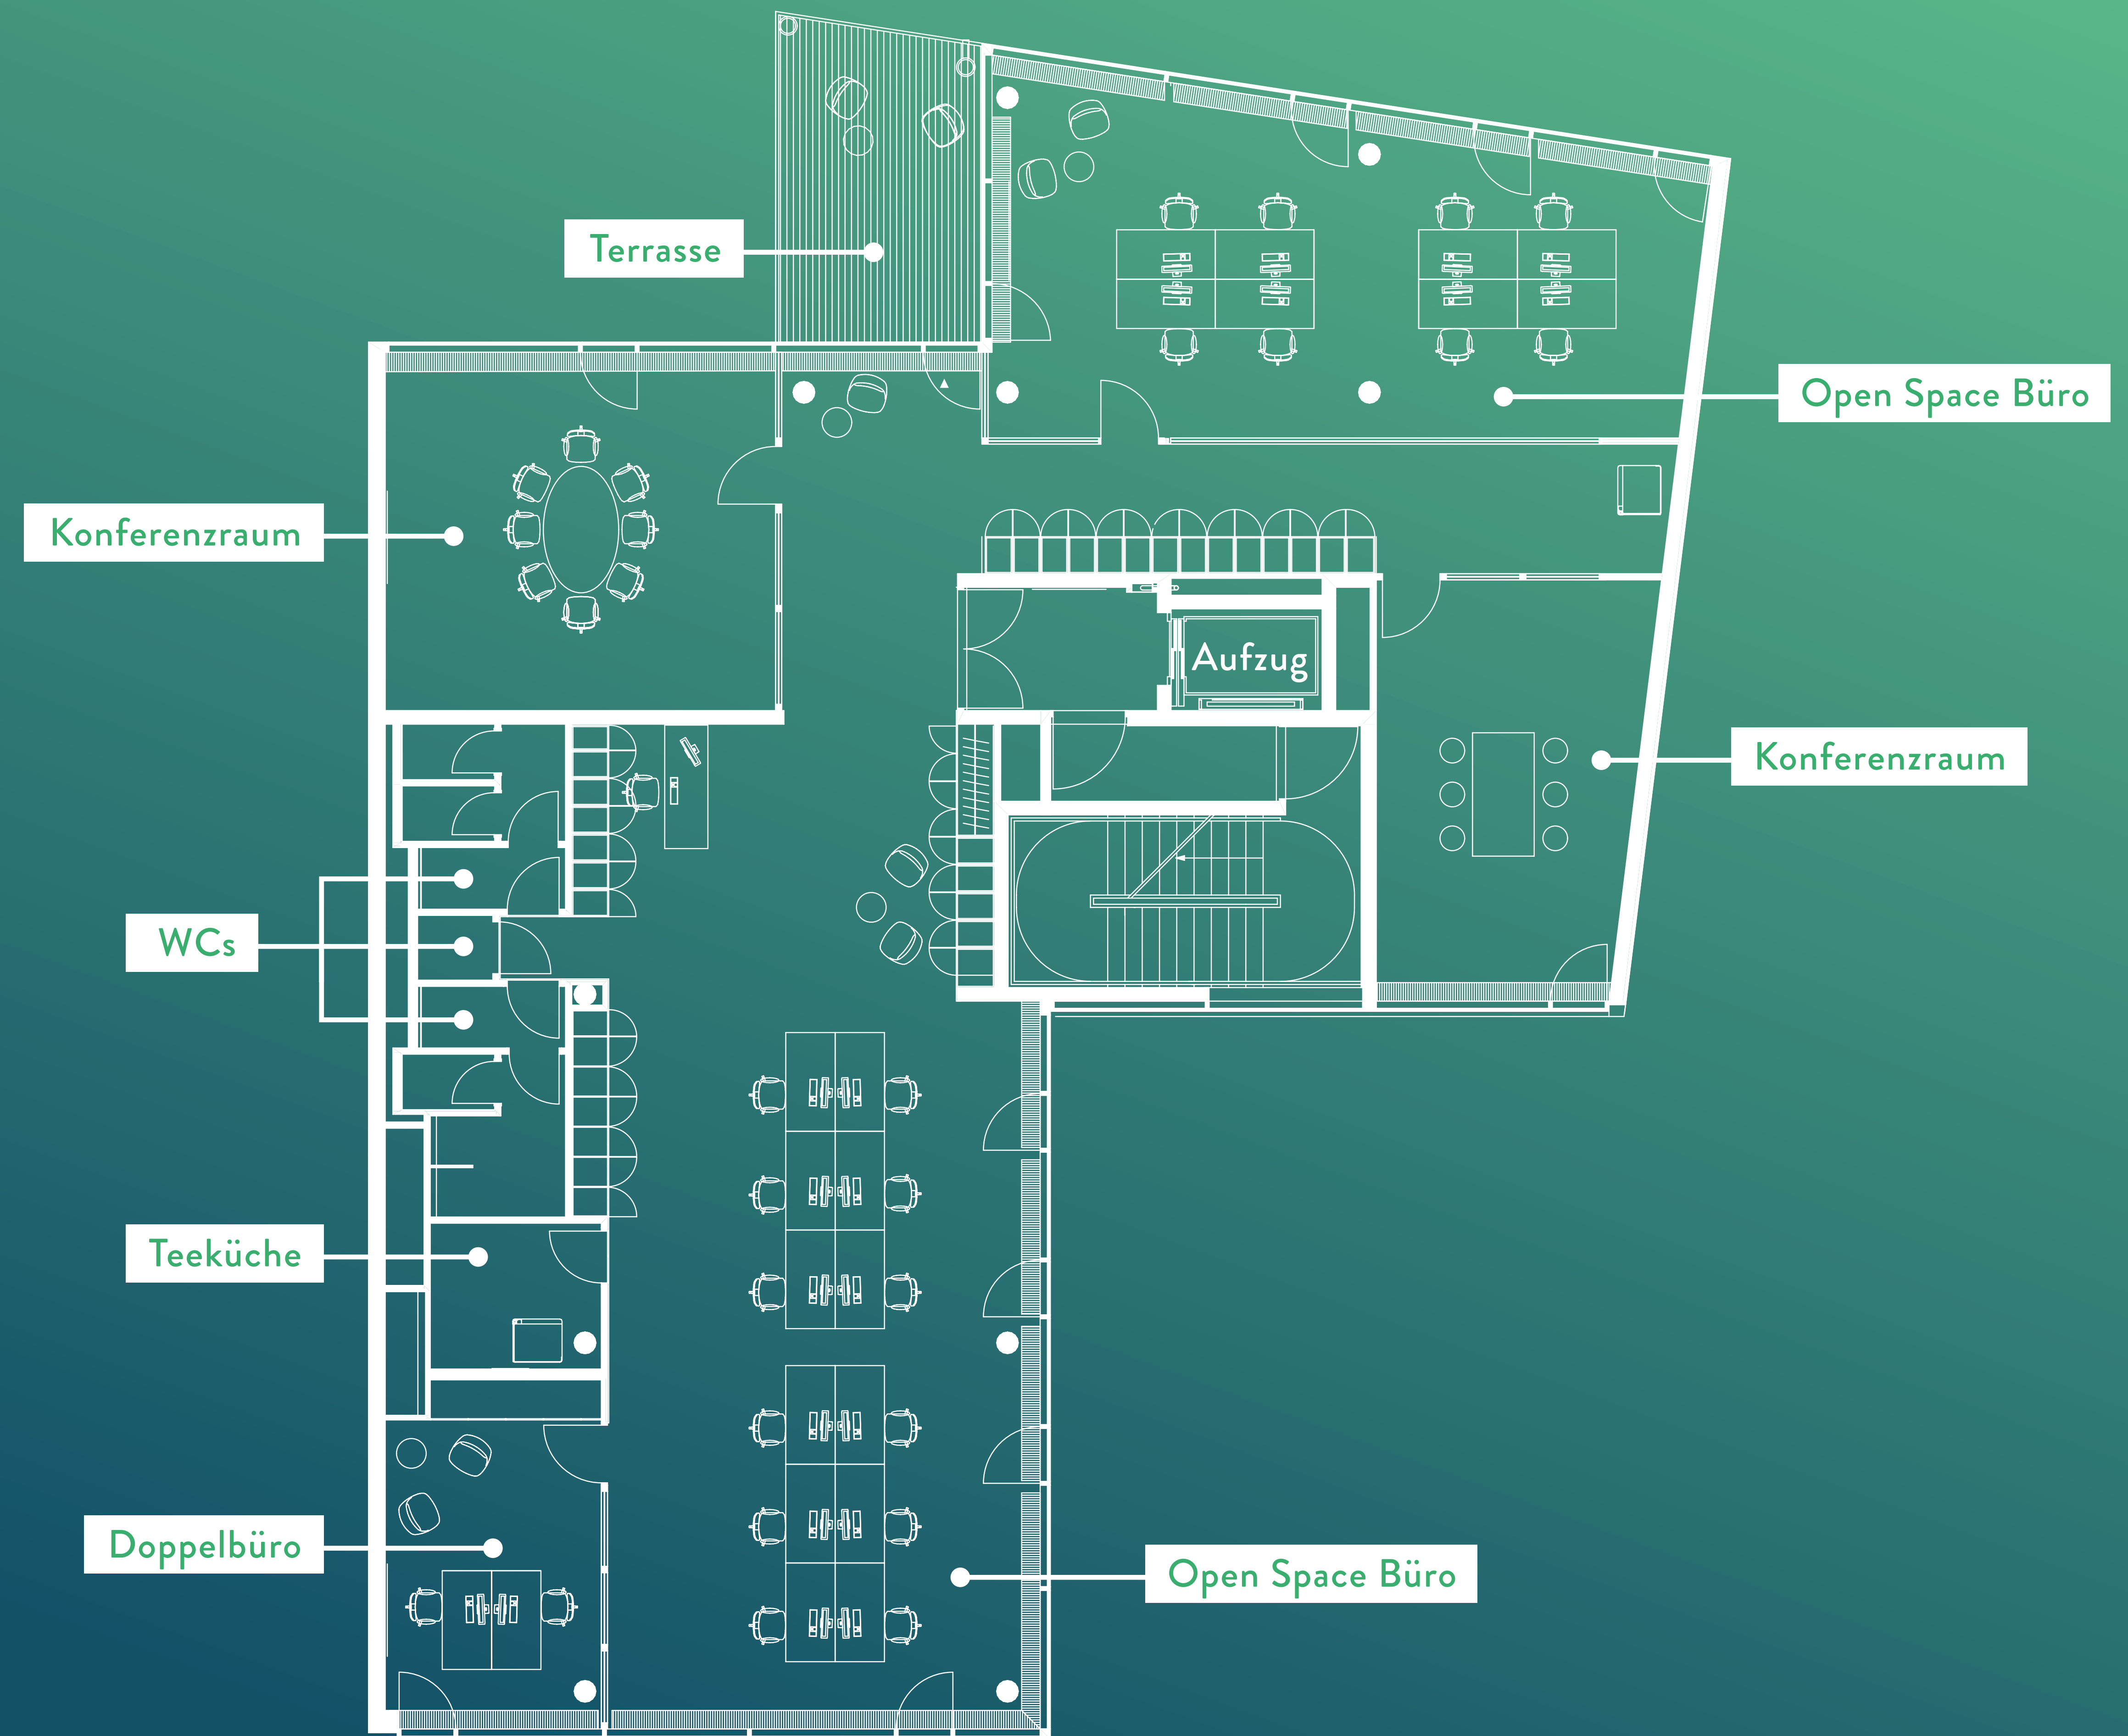 Terrasse
Open Space Büro
Konferenzraum
Aufzug
Konferenzraum
WCs
Teeküche
Doppelbüro
Open Space Büro